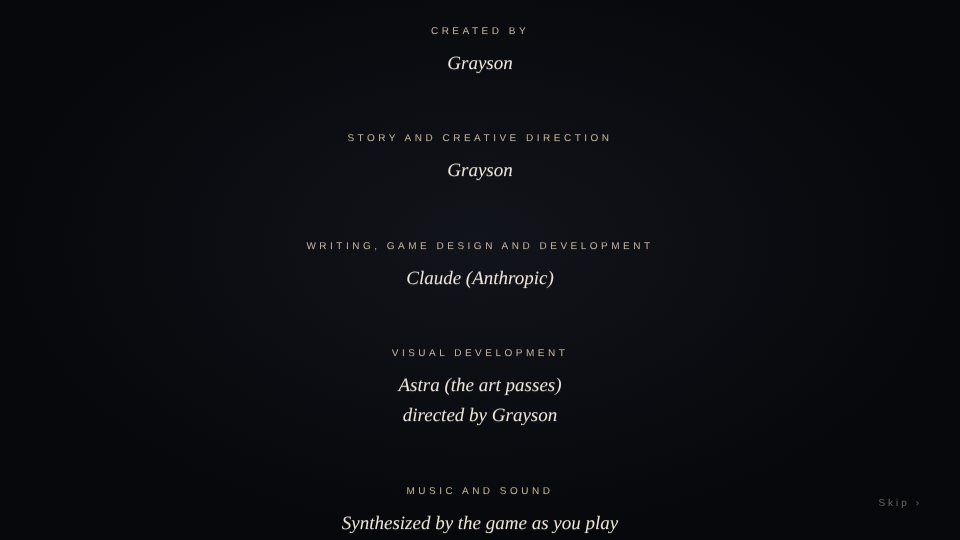 CREATED BY
Grayson
STORY AND CREATIVE DIRECTION
Grayson
WRITING, GAME DESIGN AND DEVELOPMENT
Claude (Anthropic)
VISUAL DEVELOPMENT
Astra (the art passes)
directed by Grayson
MUSIC AND SOUND
Skip ›
Synthesized by the game as you play